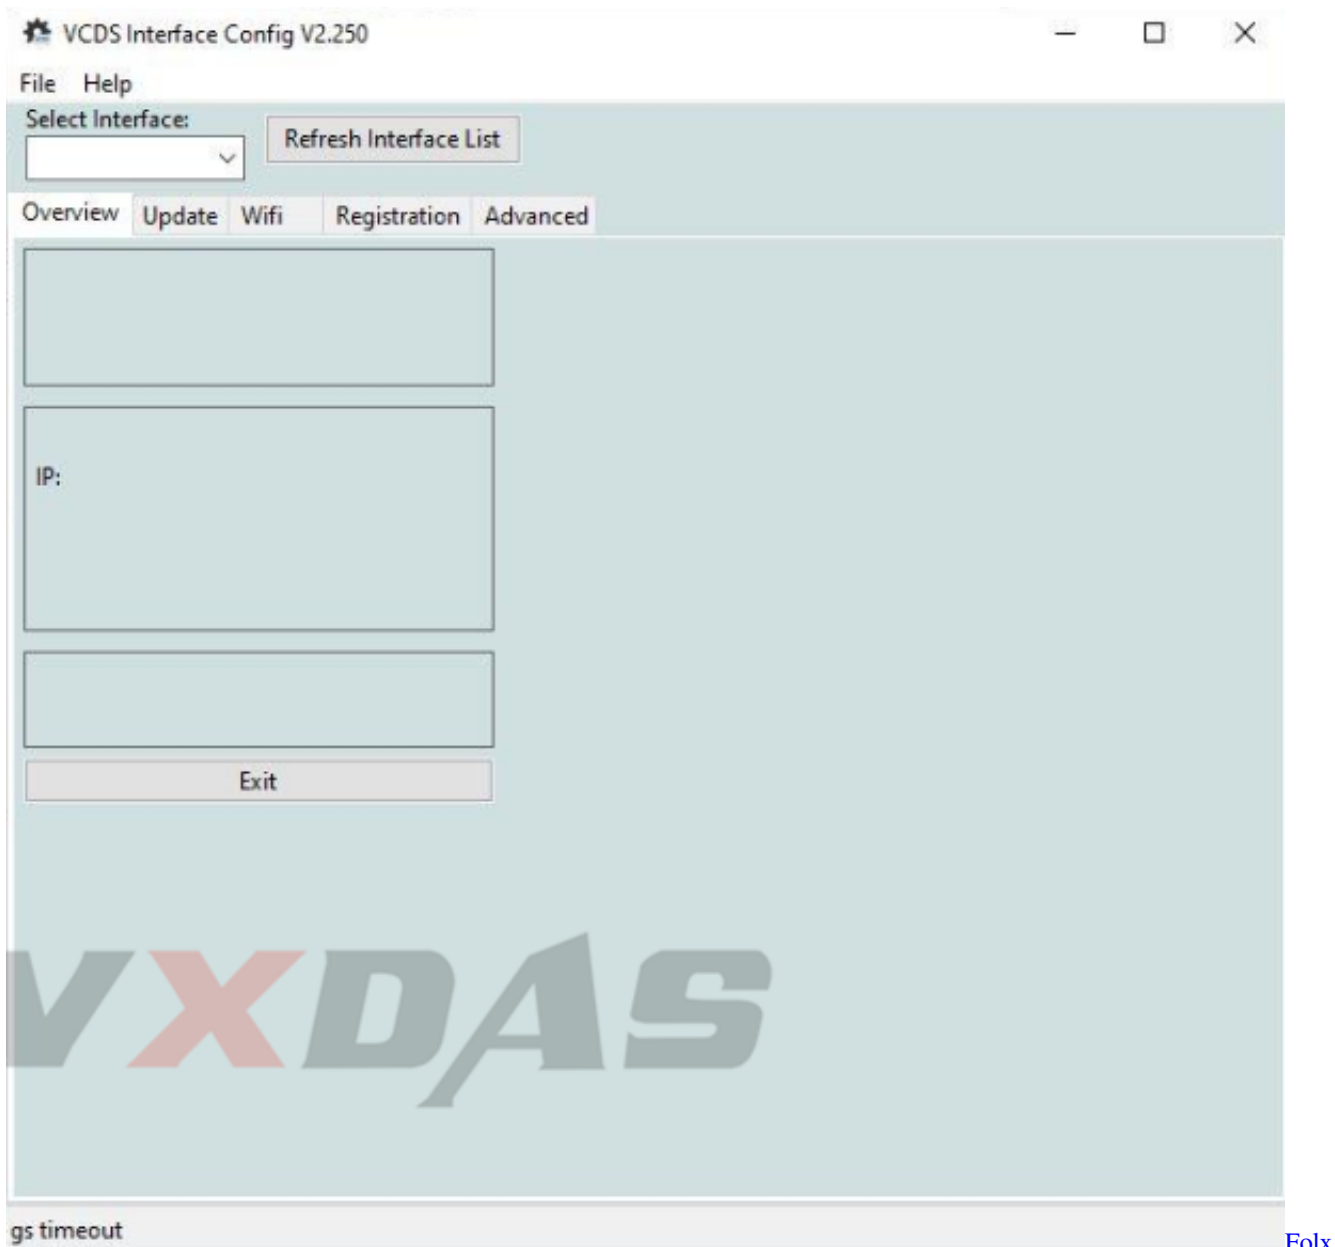 VCDS Interface Config V2.250
File Help
Select Interface:
Refresh Interface List
Overview Update Wifi Registration Advanced
IP:
Exit
VXDAS
gs timeout
Folx